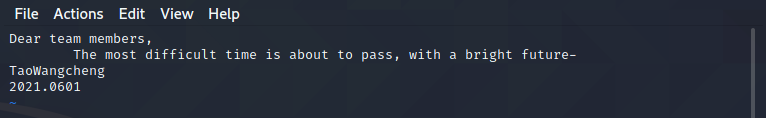 File Actions Edit View Help
Dear team members,
The most difficult time is about to pass, with a bright future-
TaoWangcheng
2021.0601
~